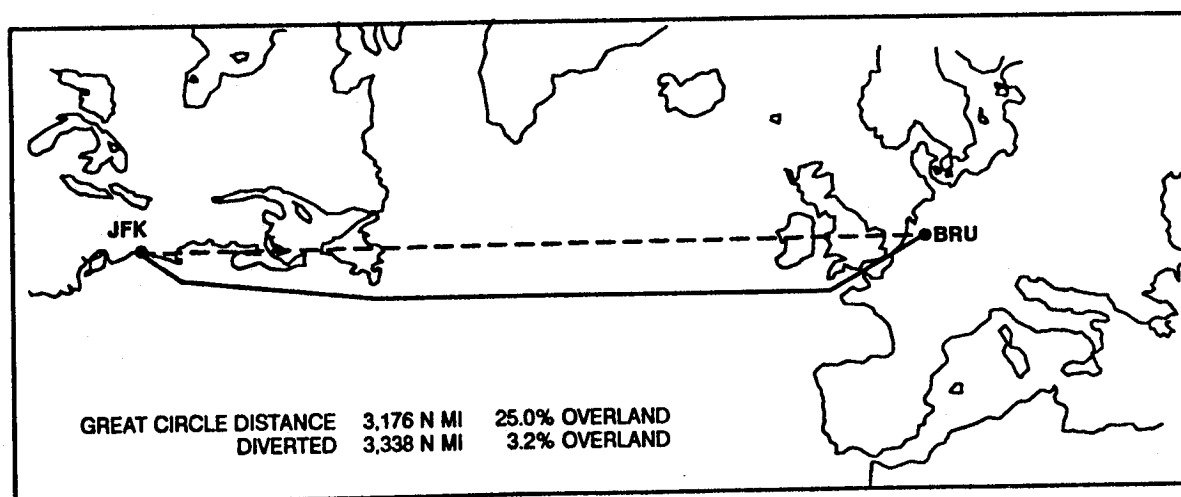 JFK
BRU
GREAT CIRCLE DISTANCE 3,176 N MI 25.0% OVERLAND
DIVERTED 3,338 N MI 3.2% OVERLAND